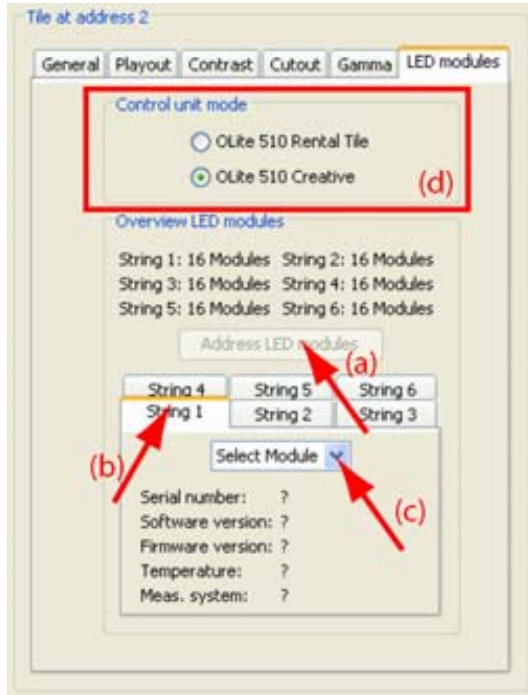 Tile at address 2
General Playout Contrast Cutout Gamma LED modules
Control unit mode
OLite 510 Rental Tile
OLite 510 Creative
(d)
Overview LED modules
String 1: 16 Modules String 2: 16 Modules
String 3: 16 Modules String 4: 16 Modules
String 5: 16 Modules String 6: 16 Modules
Address LED modules
(a)
String 4 String 5 String 6
String 1 String 2 String 3
(b)
Select Module
(c)
Serial number: ?
Software version: ?
Firmware version: ?
Temperature: ?
Meas. system: ?